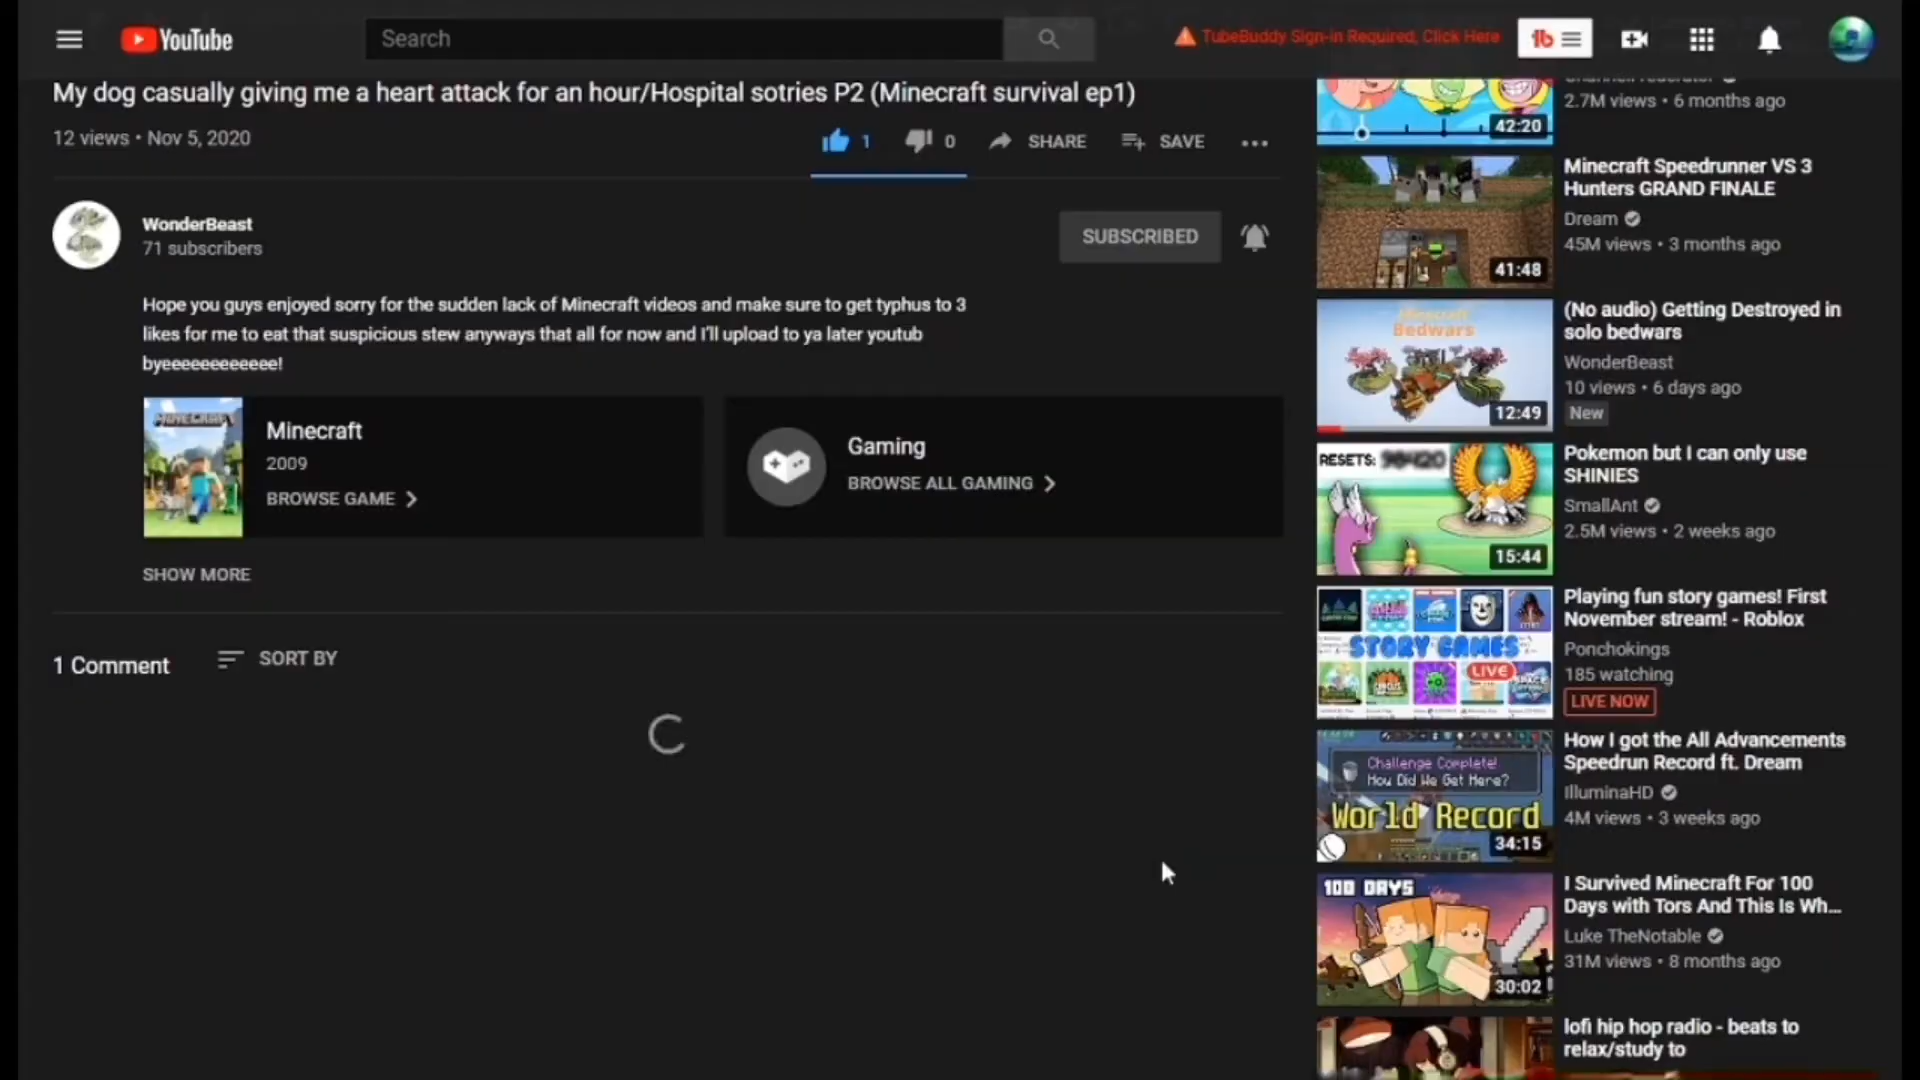 YouTube
Search
TubeBuddy Sign-in Required, Click Here
My dog casually giving me a heart attack for an hour/Hospital sotries P2 (Minecraft survival ep1)
12 views • Nov 5, 2020
1
0
SHARE
SAVE
WonderBeast
71 subscribers
SUBSCRIBED
Hope you guys enjoyed sorry for the sudden lack of Minecraft videos and make sure to get typhus to 3
likes for me to eat that suspicious stew anyways that all for now and I'll upload to ya later youtub
byeeeeeeeeeeee!
MINECRAFT
Minecraft
2009
BROWSE GAME
Gaming
BROWSE ALL GAMING
SHOW MORE
1 Comment
SORT BY
2.7M views • 6 months ago
42:20
Minecraft Speedrunner VS 3
Hunters GRAND FINALE
Dream
45M views • 3 months ago
41:48
Minecraft
Bedwars
(No audio) Getting Destroyed in
solo bedwars
WonderBeast
10 views • 6 days ago
New
12:49
RESETS:
Pokemon but I can only use
SHINIES
SmallAnt
2.5M views • 2 weeks ago
15:44
STORY GAMES
LIVE
Playing fun story games! First
November stream! - Roblox
Ponchokings
185 watching
LIVE NOW
Challenge Complete!
How Did We Get Here?
World Record
34:15
How I got the All Advancements
Speedrun Record ft. Dream
IlluminaHD
4M views • 3 weeks ago
100 DAYS
30:02
I Survived Minecraft For 100
Days with Tors And This Is Wh...
Luke TheNotable
31M views • 8 months ago
lofi hip hop radio - beats to
relax/study to